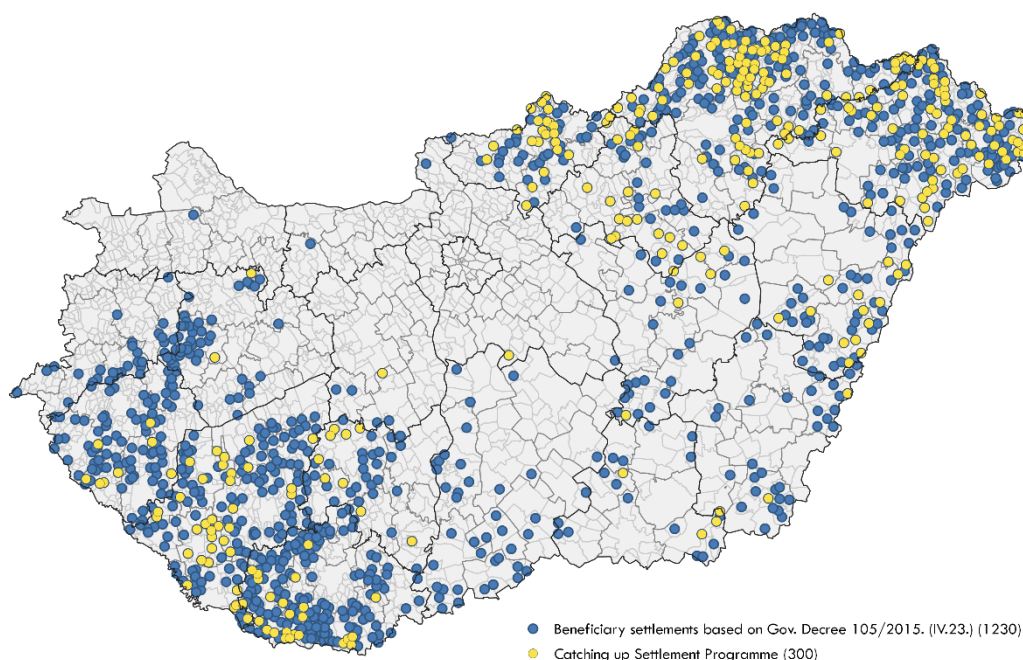 Beneficiary settlements based on Gov. Decree 105/2015. (IV.23.) (1230)
Catching up Settlement Programme (300)